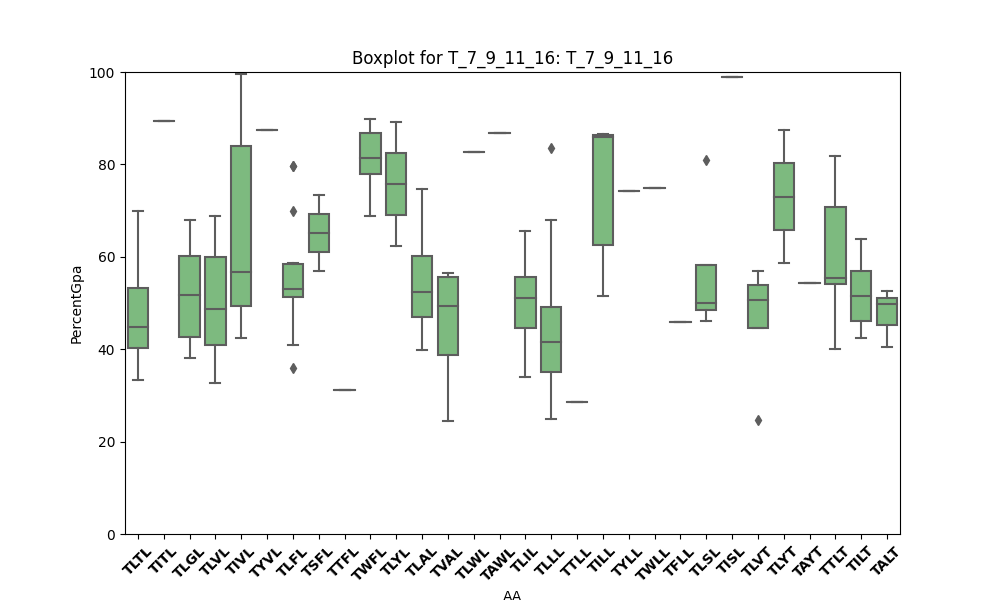 Boxplot for T_7_9_11_16: T_7_9_11_16
100
80
60
40
20
0
PercentGpa
TLTL TITL TLGL TLVL TIVL TYVL TLFL TSFL TTFL TWFL TLYL TLAL TVAL TLWL TAWL TLIL TLLL TTLL TILL TYLL TWLL TFLL TLSL TISL TLVT TLYT TAYT TTLT TILT TALT
AA